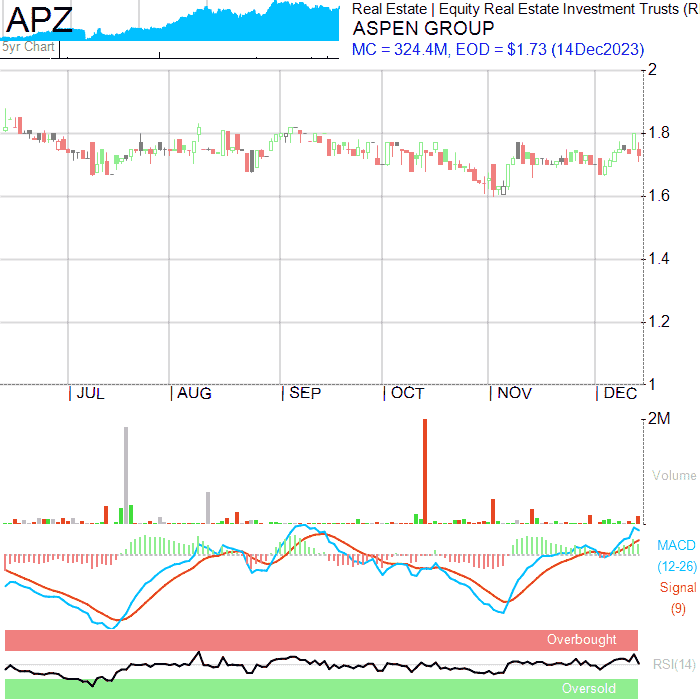 APZ
5yr Chart
Real Estate | Equity Real Estate Investment Trusts (R
ASPEN GROUP
MC = 324.4M, EOD = $1.73 (14Dec2023)
2
1.8
1.6
1.4
1.2
1
JUL AUG SEP OCT NOV DEC
2M
Volume
MACD
(12-26)
Signal
(9)
Overbought
RSI(14)
Oversold